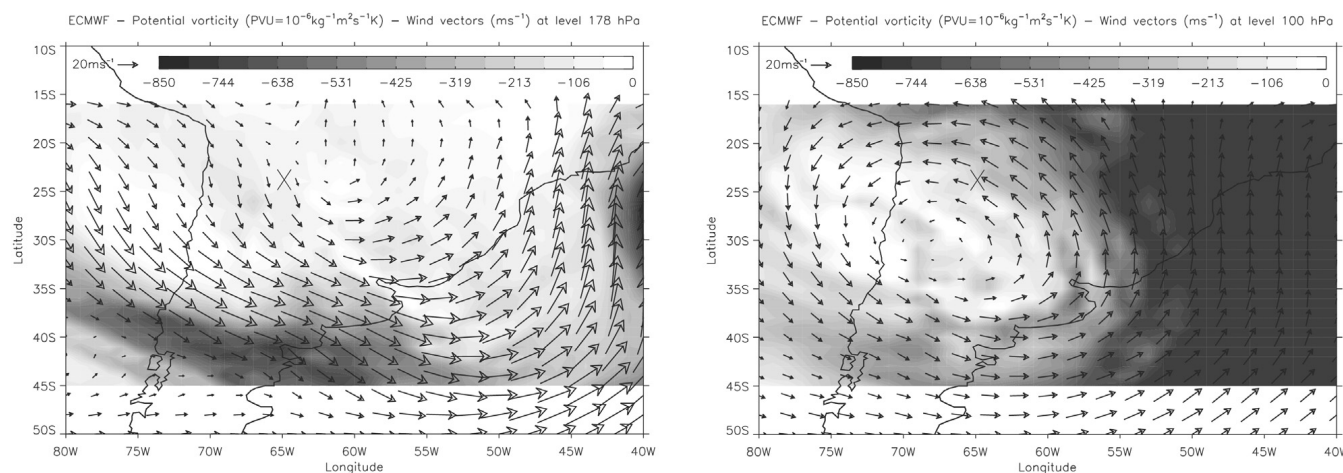 ECMWF − Potential vorticity (PVU=10⁻⁶kg⁻¹m²s⁻¹K) − Wind vectors (ms⁻¹) at level 178 hPa
10S
20ms⁻¹
−850 −744 −638 −531 −425 −319 −213 −106 0
15S
20S
25S
30S
35S
40S
45S
50S
Latitude
80W 75W 70W 65W 60W 55W 50W 45W 40W
Longitude
ECMWF − Potential vorticity (PVU=10⁻⁶kg⁻¹m²s⁻¹K) − Wind vectors (ms⁻¹) at level 100 hPa
10S
20ms⁻¹
−850 −744 −638 −531 −425 −319 −213 −106 0
15S
20S
25S
30S
35S
40S
45S
50S
Latitude
80W 75W 70W 65W 60W 55W 50W 45W 40W
Longitude